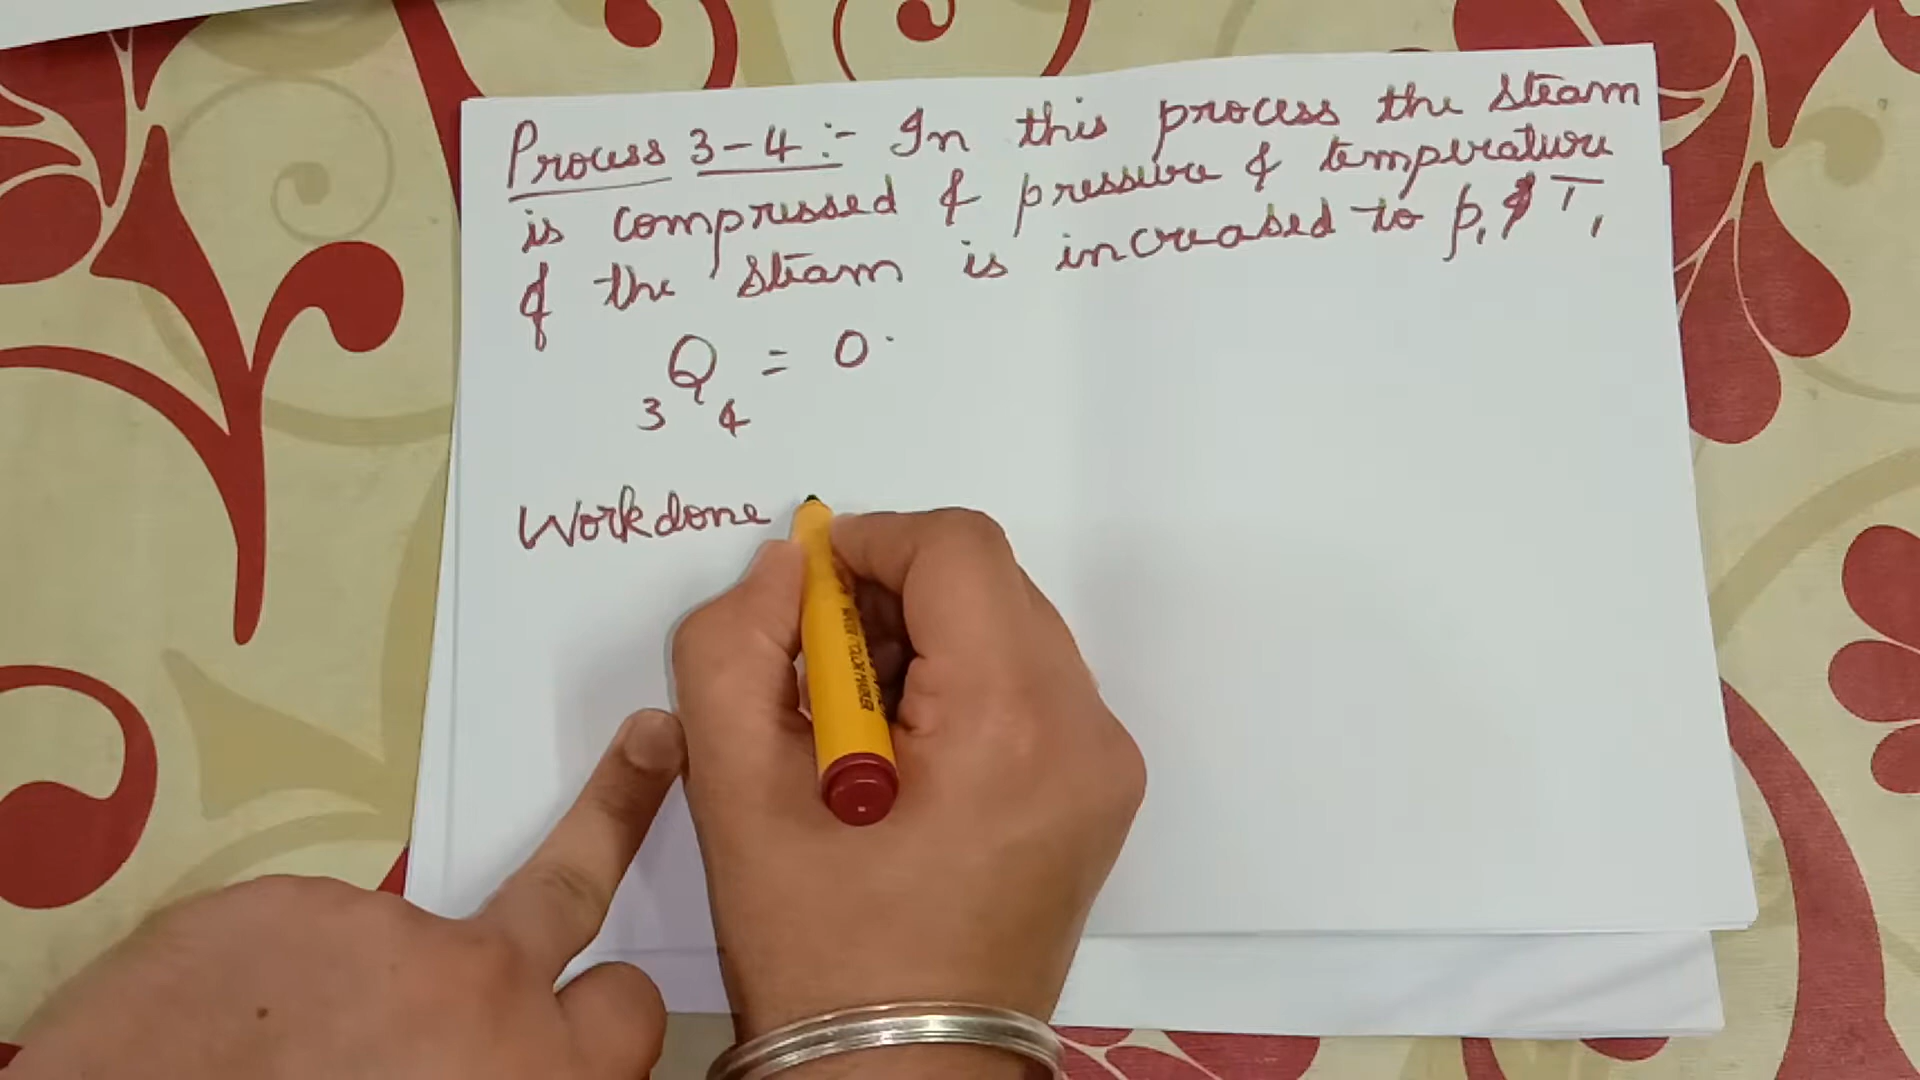 Process 3-4 :- In this process the steam
is compressed & pressure & temperature
of the steam is increased to p₁ & T₁
₃Q₄ = 0.
Workdone